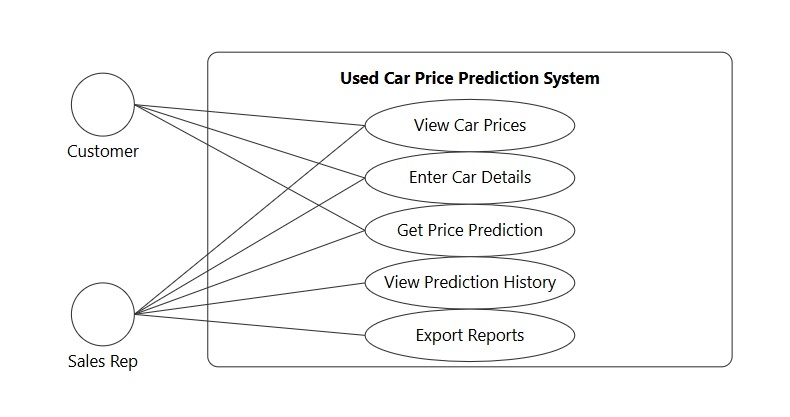 Used Car Price Prediction System
Customer
View Car Prices
Enter Car Details
Get Price Prediction
View Prediction History
Export Reports
Sales Rep